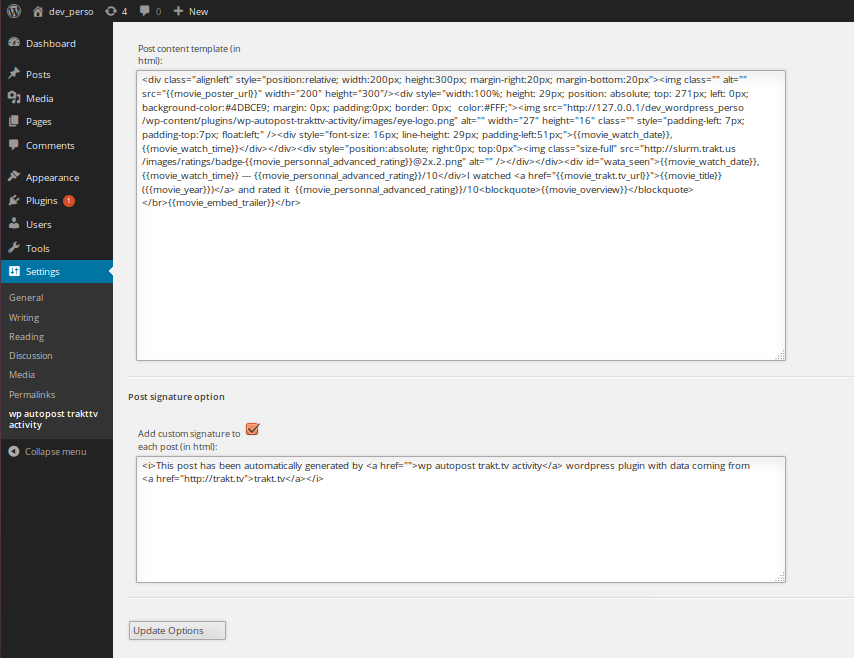 dev_perso 4 0 New
Dashboard
Posts
Media
Pages
Comments
Appearance
Plugins 1
Users
Tools
Settings
General
Writing
Reading
Discussion
Media
Permalinks
wp autopost trakttv
activity
Collapse menu
Post content template (in
html):
<div class="alignleft" style="position:relative; width:200px; height:300px; margin-right:20px; margin-bottom:20px"><img class="" alt=""
src="{{movie_poster_url}}" width="200" height="300"/><div style="width:100%; height: 29px; position: absolute; top: 271px; left: 0px;
background-color:#4DBCE9; margin: 0px; padding:0px; border: 0px;  color:#FFF;"><img src="http://127.0.0.1/dev_wordpress_perso
/wp-content/plugins/wp-autopost-trakttv-activity/images/eye-logo.png" alt="" width="27" height="16" class="" style="padding-left: 7px;
padding-top:7px; float:left;" /><div style="font-size: 16px; line-height: 29px; padding-left:51px;">{{movie_watch_date}},
{{movie_watch_time}}</div></div><div style="position:absolute; right:0px; top:0px"><img class="size-full" src="http://slurm.trakt.us
/images/ratings/badge-{{movie_personnal_advanced_rating}}@2x.2.png" alt="" /></div></div><div id="wata_seen">{{movie_watch_date}},
{{movie_watch_time}} --- {{movie_personnal_advanced_rating}}/10</div>I watched <a href="{{movie_trakt.tv_url}}">{{movie_title}}
({{movie_year}})</a> and rated it  {{movie_personnal_advanced_rating}}/10<blockquote>{{movie_overview}}</blockquote>
</br>{{movie_embed_trailer}}</br>
Post signature option
Add custom signature to
each post (in html):
<i>This post has been automatically generated by <a href="">wp autopost trakt.tv activity</a> wordpress plugin with data coming from
<a href="http://trakt.tv">trakt.tv</a></i>
Update Options